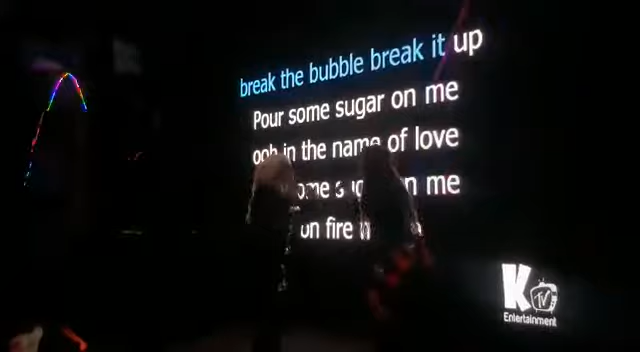 break the bubble break it up
Pour some sugar on me
ooh in the name of love
me
on fire
K TV
Entertainment